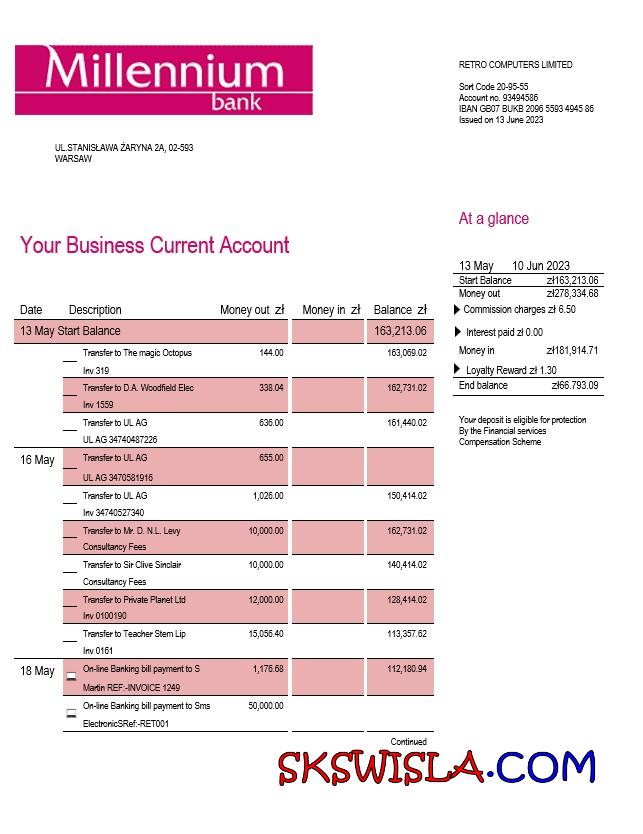 Millennium
bank
RETRO COMPUTERS LIMITED
Sort Code 20-95-55
Account no. 93494586
IBAN GB07 BUKB 2096 5593 4945 86
Issued on 13 June 2023
UL.STANISŁAWA ŻARYNA 2A, 02-593
WARSAW
At a glance
13 May 10 Jun 2023
Start Balance zł163,213.06
Money out zł278,334.68
Commission charges zł 6.50
Interest paid zł 0.00
Money in zł181,914.71
Loyalty Reward zł 1.30
End balance zł66.793.09
Your deposit is eligible for protection
By the Financial services
Compensation Scheme
Your Business Current Account
Date Description Money out zł Money in zł Balance zł
13 May Start Balance 163,213.06
Transfer to The magic Octopus 144.00 163,069.02
Inv 319
Transfer to D.A. Woodfield Elec 338.04 162,731.02
Inv 1559
Transfer to UL AG 636.00 161,440.02
UL AG 34740487226
16 May Transfer to UL AG 655.00
UL AG 3470581916
Transfer to UL AG 1,026.00 150,414.02
Inv 34740527340
Transfer to Mr. D. N.L. Levy 10,000.00 162,731.02
Consultancy Fees
Transfer to Sir Clive Sinclair 10,000.00 140,414.02
Consultancy Fees
Transfer to Private Planet Ltd 12,000.00 128,414.02
Inv 0100190
Transfer to Teacher Stem Lip 15,056.40 113,357.62
Inv 0161
18 May On-line Banking bill payment to S 1,176.68 112,180.94
Martin REF:-INVOICE 1249
On-line Banking bill payment to Sms 50,000.00
ElectronicSRef:-RET001
Continued
SKSWISLA.COM